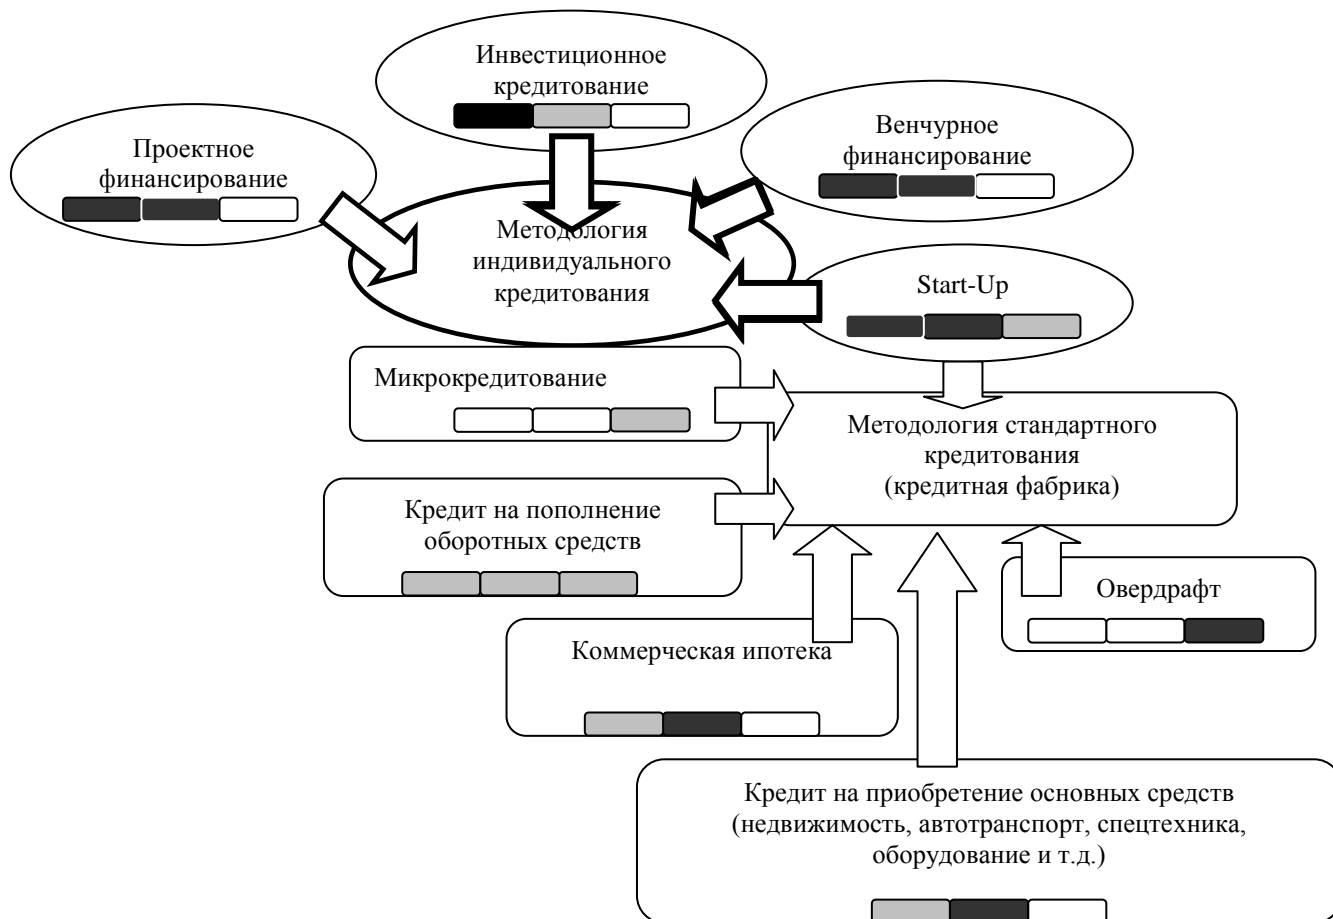 Инвестиционное
кредитование
Венчурное
финансирование
Проектное
финансирование
Методология
индивидуального
кредитования
Start-Up
Микрокредитование
Методология стандартного
кредитования
(кредитная фабрика)
Кредит на пополнение
оборотных средств
Овердрафт
Коммерческая ипотека
Кредит на приобретение основных средств
(недвижимость, автотранспорт, спецтехника,
оборудование и т.д.)